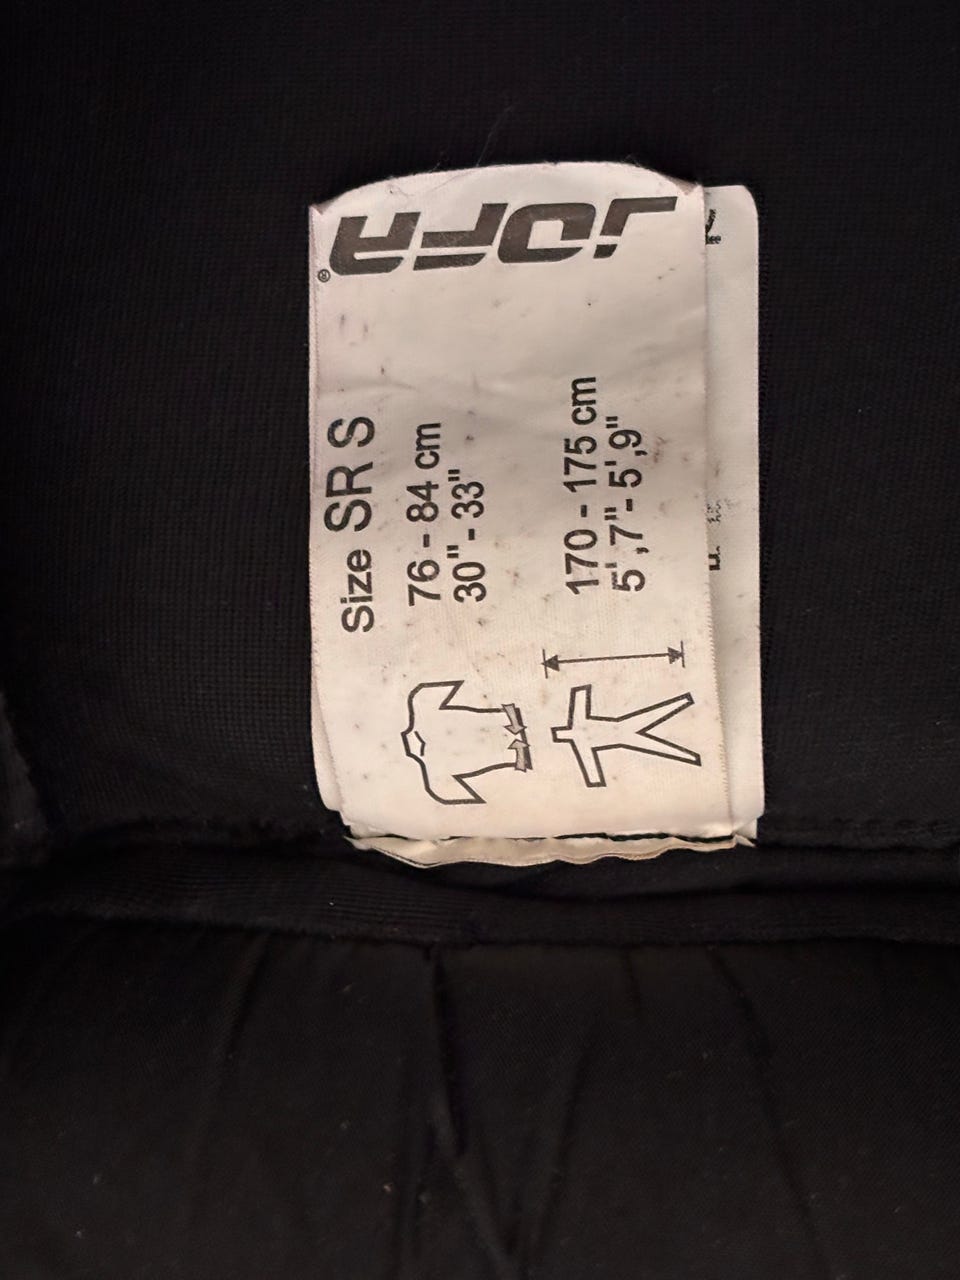 JOFA®
Size SR S
76 - 84 cm
30" - 33"
170 - 175 cm
5',7" - 5',9"